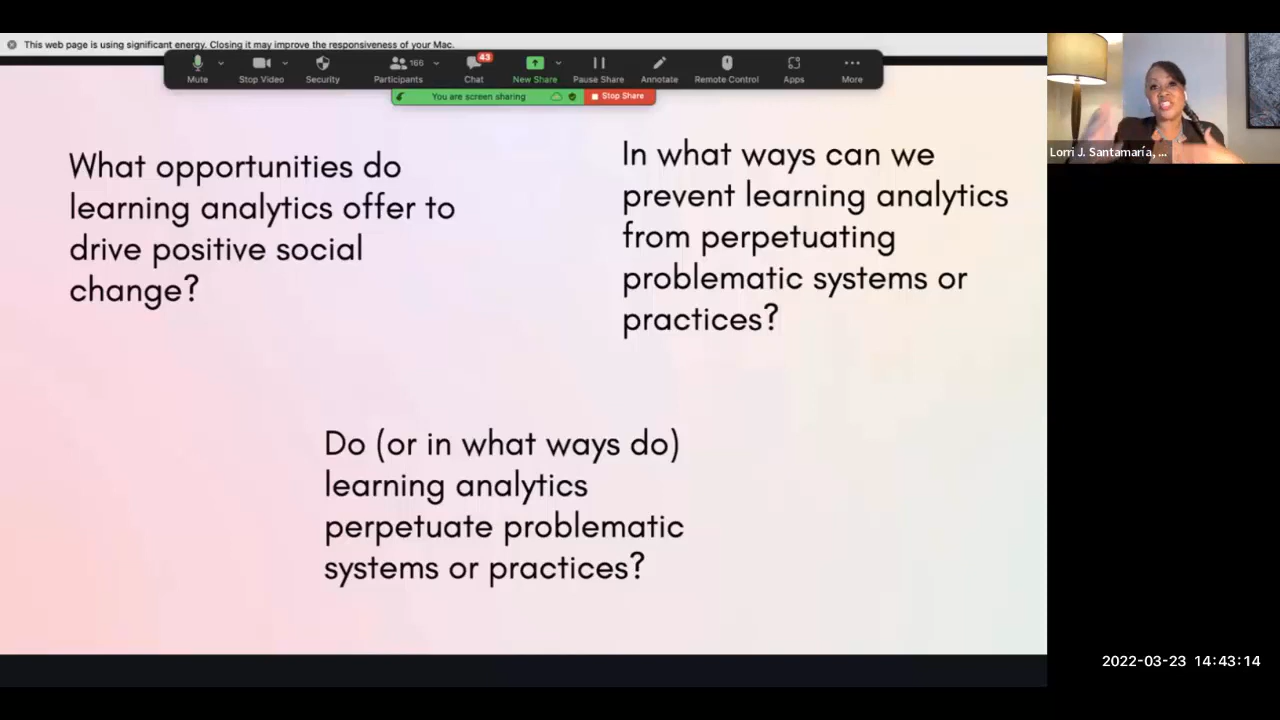 This web page is using significant energy. Closing it may improve the responsiveness of your Mac.
Mute
Stop Video
Security
166
Participants
43
Chat
New Share
Pause Share
Annotate
Remote Control
Apps
More
You are screen sharing
Stop Share
Lorri J. Santamaría, ...
What opportunities do
learning analytics offer to
drive positive social
change?
In what ways can we
prevent learning analytics
from perpetuating
problematic systems or
practices?
Do (or in what ways do)
learning analytics
perpetuate problematic
systems or practices?
2022-03-23 14:43:14